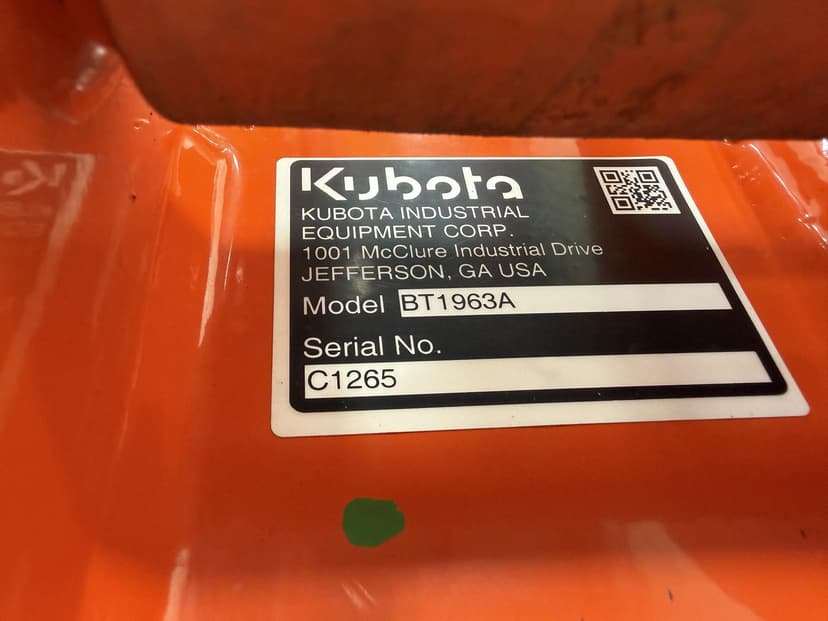 Kubota
KUBOTA INDUSTRIAL
EQUIPMENT CORP.
1001 McClure Industrial Drive
JEFFERSON, GA USA
Model BT1963A
Serial No.
C1265